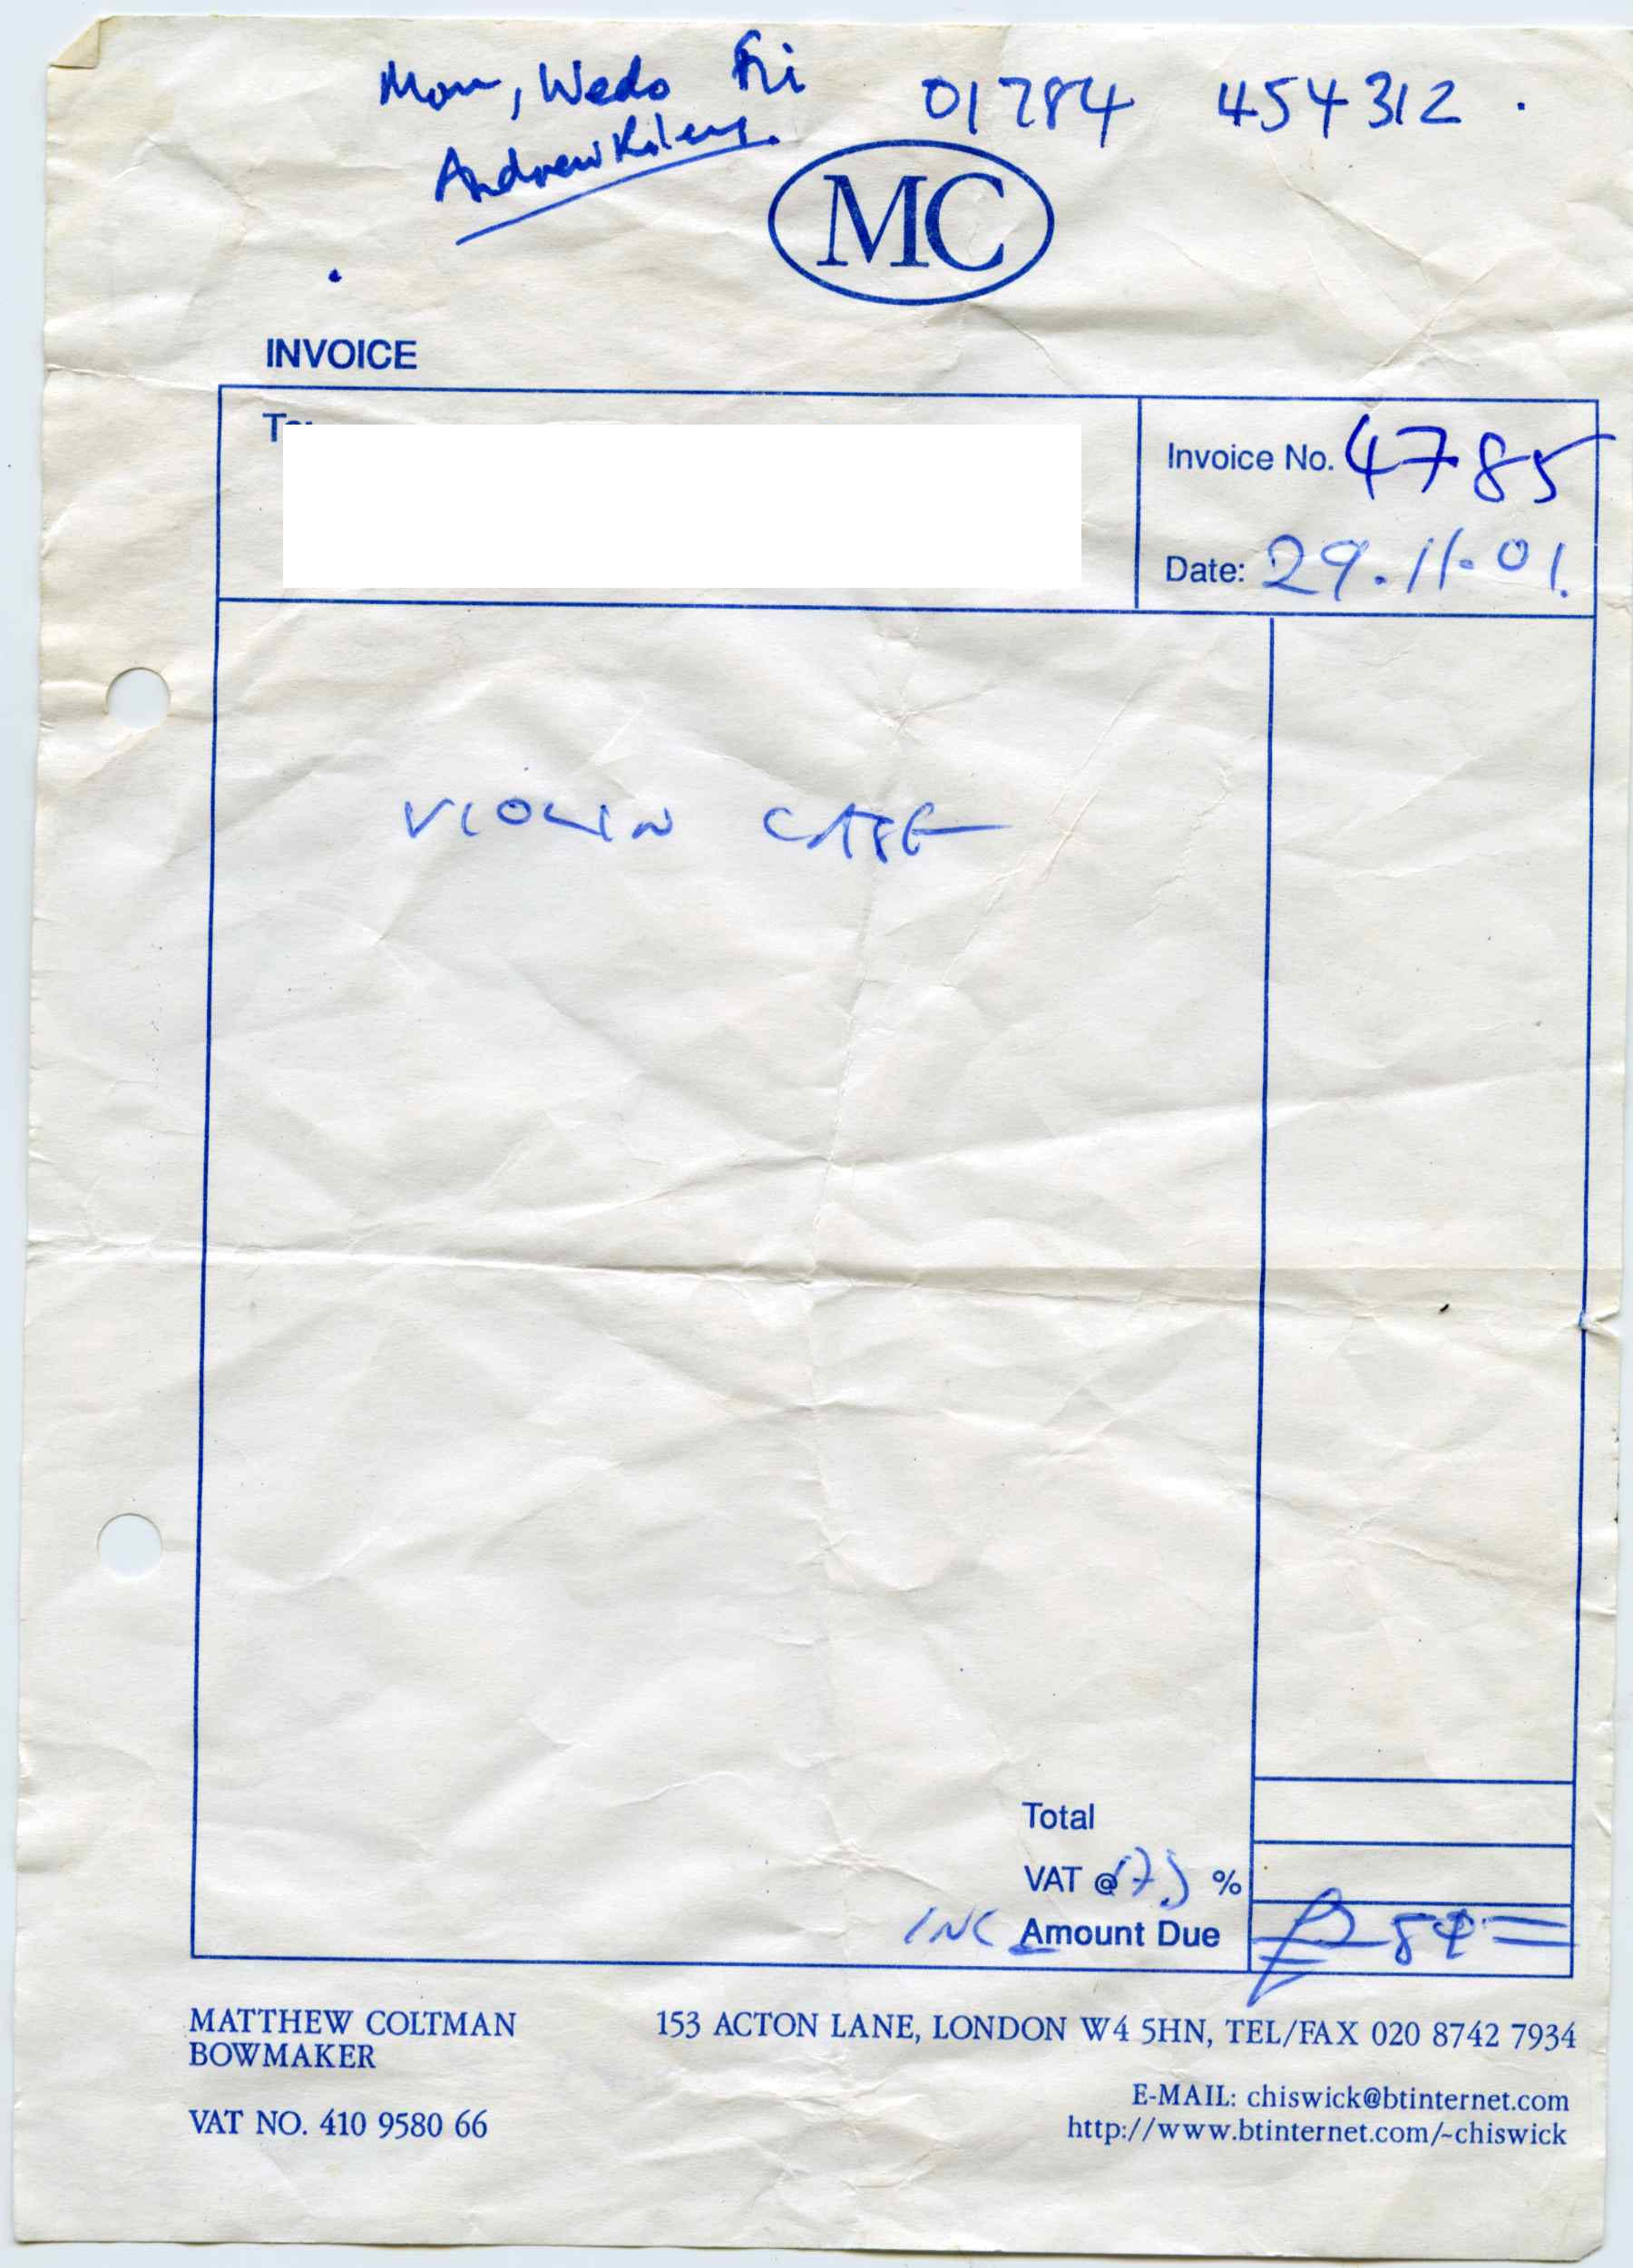 Mon, Weds Fri 01784 454312.
Andrew
MC
INVOICE
To:
Invoice No. 4785
Date: 29.11.01.
VIOLIN CASE
Total
VAT @ 17.5 %
INC Amount Due £ 84=
MATTHEW COLTMAN
BOWMAKER
153 ACTON LANE, LONDON W4 5HN, TEL/FAX 020 8742 7934
E-MAIL: chiswick@btinternet.com
VAT NO. 410 9580 66
http://www.btinternet.com/~chiswick